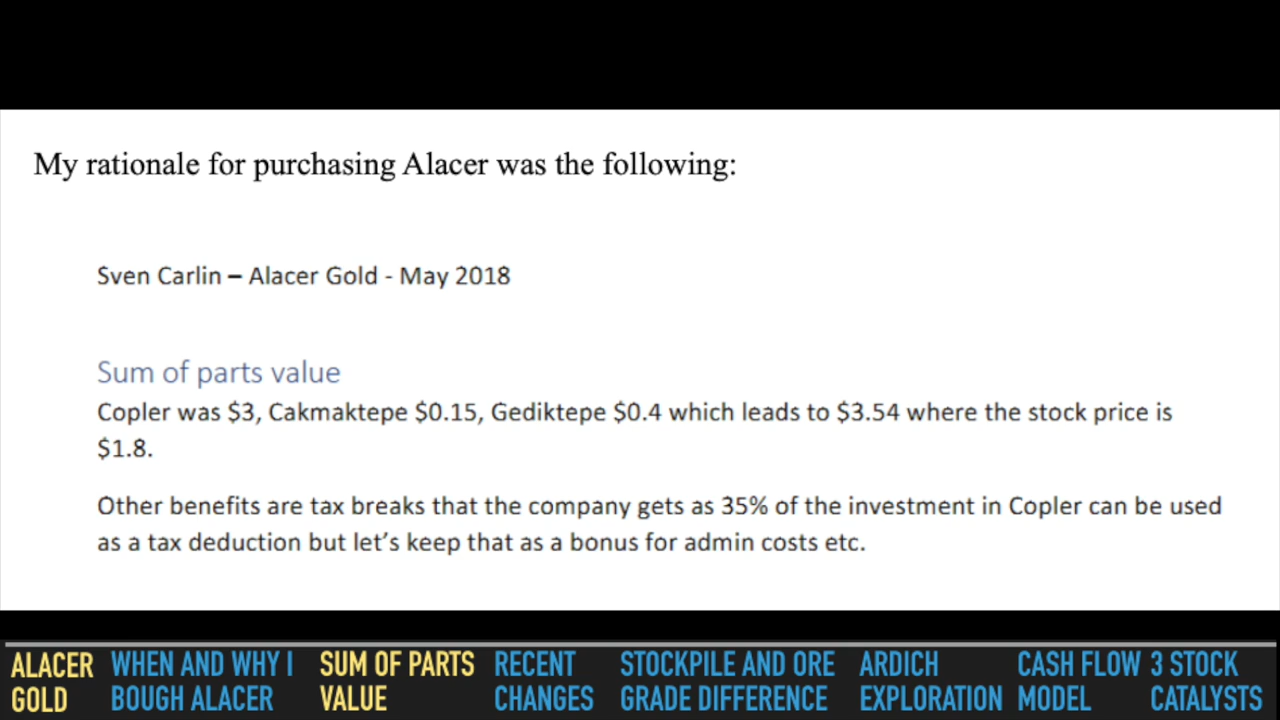 My rationale for purchasing Alacer was the following:
Sven Carlin – Alacer Gold - May 2018
Sum of parts value
Copler was $3, Cakmaktepe $0.15, Gediktepe $0.4 which leads to $3.54 where the stock price is
$1.8.
Other benefits are tax breaks that the company gets as 35% of the investment in Copler can be used
as a tax deduction but let's keep that as a bonus for admin costs etc.
ALACER GOLD
WHEN AND WHY I BOUGH ALACER
SUM OF PARTS VALUE
RECENT CHANGES
STOCKPILE AND ORE GRADE DIFFERENCE
ARDICH EXPLORATION
CASH FLOW MODEL
3 STOCK CATALYSTS